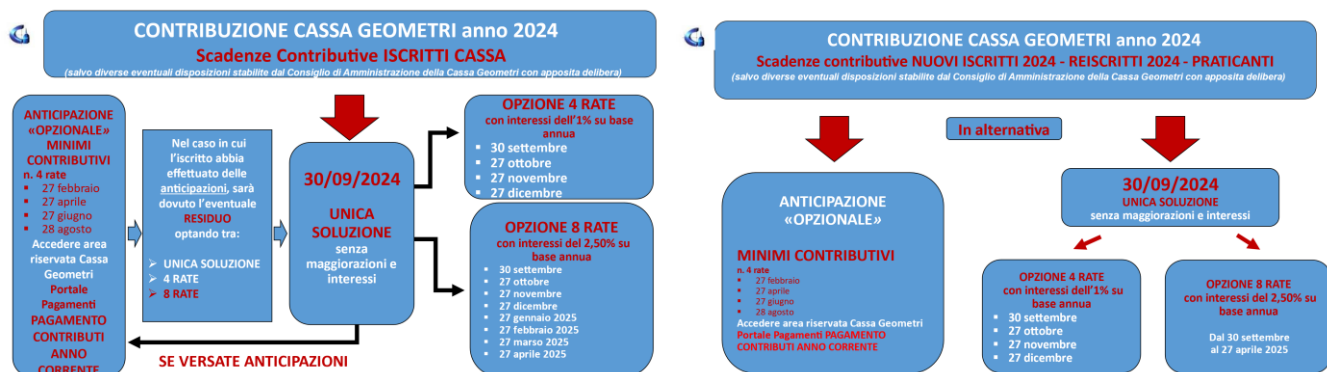 CONTRIBUZIONE CASSA GEOMETRI anno 2024
Scadenze Contributive ISCRITTI CASSA
(salvo diverse eventuali disposizioni stabilite dal Consiglio di Amministrazione della Cassa Geometri con apposita delibera)
ANTICIPAZIONE
«OPZIONALE»
MINIMI
CONTRIBUTIVI
n. 4 rate
▪ 27 febbraio
▪ 27 aprile
▪ 27 giugno
▪ 28 agosto
Accedere area
riservata Cassa
Geometri
Portale
Pagamenti
PAGAMENTO
CONTRIBUTI
ANNO
CORRENTE
Nel caso in cui
l'iscritto abbia
effettuato delle
anticipazioni, sarà
dovuto l'eventuale
RESIDUO
optando tra:
➢ UNICA SOLUZIONE
➢ 4 RATE
➢ 8 RATE
30/09/2024
UNICA
SOLUZIONE
senza
maggiorazioni e
interessi
OPZIONE 4 RATE
con interessi dell'1% su base
annua
▪ 30 settembre
▪ 27 ottobre
▪ 27 novembre
▪ 27 dicembre
OPZIONE 8 RATE
con interessi del 2,50% su
base annua
▪ 30 settembre
▪ 27 ottobre
▪ 27 novembre
▪ 27 dicembre
▪ 27 gennaio 2025
▪ 27 febbraio 2025
▪ 27 marzo 2025
▪ 27 aprile 2025
SE VERSATE ANTICIPAZIONI
CONTRIBUZIONE CASSA GEOMETRI anno 2024
Scadenze contributive NUOVI ISCRITTI 2024 - REISCRITTI 2024 - PRATICANTI
(salvo diverse eventuali disposizioni stabilite dal Consiglio di Amministrazione della Cassa Geometri con apposita delibera)
In alternativa
ANTICIPAZIONE
«OPZIONALE»
MINIMI CONTRIBUTIVI
n. 4 rate
▪ 27 febbraio
▪ 27 aprile
▪ 27 giugno
▪ 28 agosto
Accedere area riservata Cassa Geometri
Portale Pagamenti PAGAMENTO
CONTRIBUTI ANNO CORRENTE
30/09/2024
UNICA SOLUZIONE
senza maggiorazioni e interessi
OPZIONE 4 RATE
con interessi dell'1% su
base annua
▪ 30 settembre
▪ 27 ottobre
▪ 27 novembre
▪ 27 dicembre
OPZIONE 8 RATE
con interessi del 2,50% su
base annua
Dal 30 settembre
al 27 aprile 2025